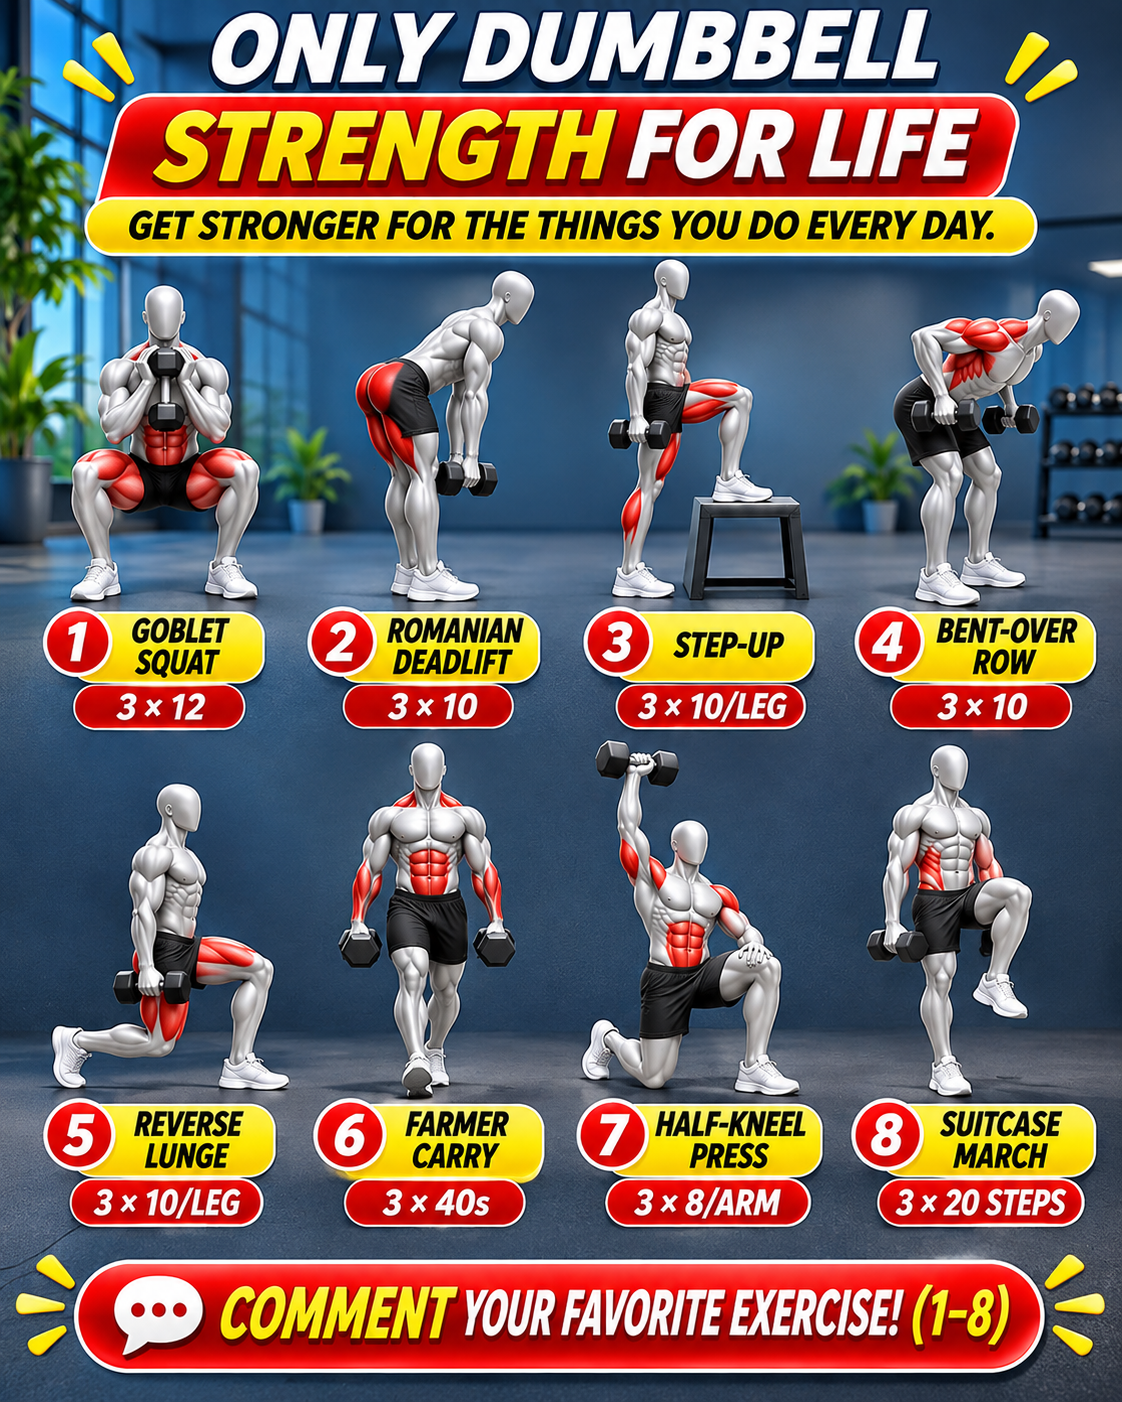 ONLY DUMBBELL
STRENGTH FOR LIFE
GET STRONGER FOR THE THINGS YOU DO EVERY DAY.
1 GOBLET
SQUAT
3 × 12
2 ROMANIAN
DEADLIFT
3 × 10
3 STEP-UP
3 × 10/LEG
4 BENT-OVER
ROW
3 × 10
5 REVERSE
LUNGE
3 × 10/LEG
6 FARMER
CARRY
3 × 40s
7 HALF-KNEEL
PRESS
3 × 8/ARM
8 SUITCASE
MARCH
3 × 20 STEPS
COMMENT YOUR FAVORITE EXERCISE! (1–8)